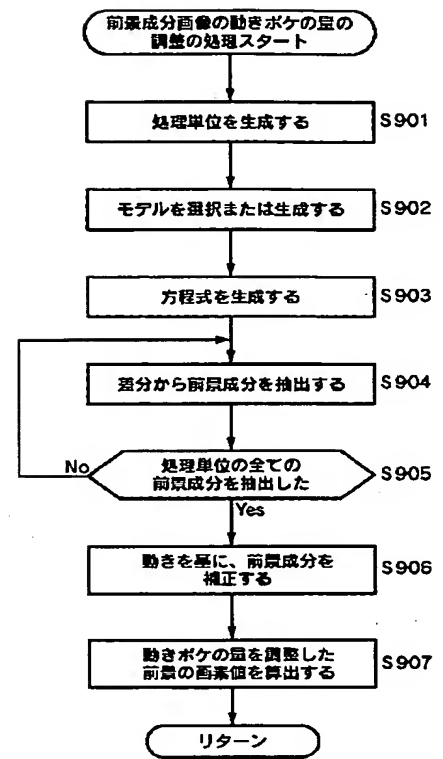 前景成分画像の動きボケの量の
調整の処理スタート
処理単位を生成する
S901
モデルを選択または生成する
S902
方程式を生成する
S903
差分から前景成分を抽出する
S904
処理単位の全ての
前景成分を抽出した
S905
No
Yes
動きを基に、前景成分を
補正する
S906
動きボケの量を調整した
前景の画素値を算出する
S907
リターン